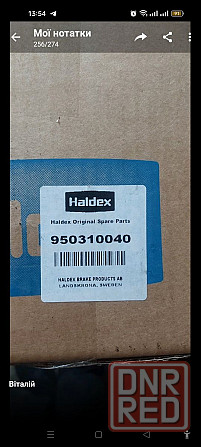 13:54
Мої нотатки
256/274
Haldex
Haldex Original Spare Parts
950310040
HALDEX BRAKE PRODUCTS AB
LANDSKRONA, SWEDEN
Віталій
DNR
RED